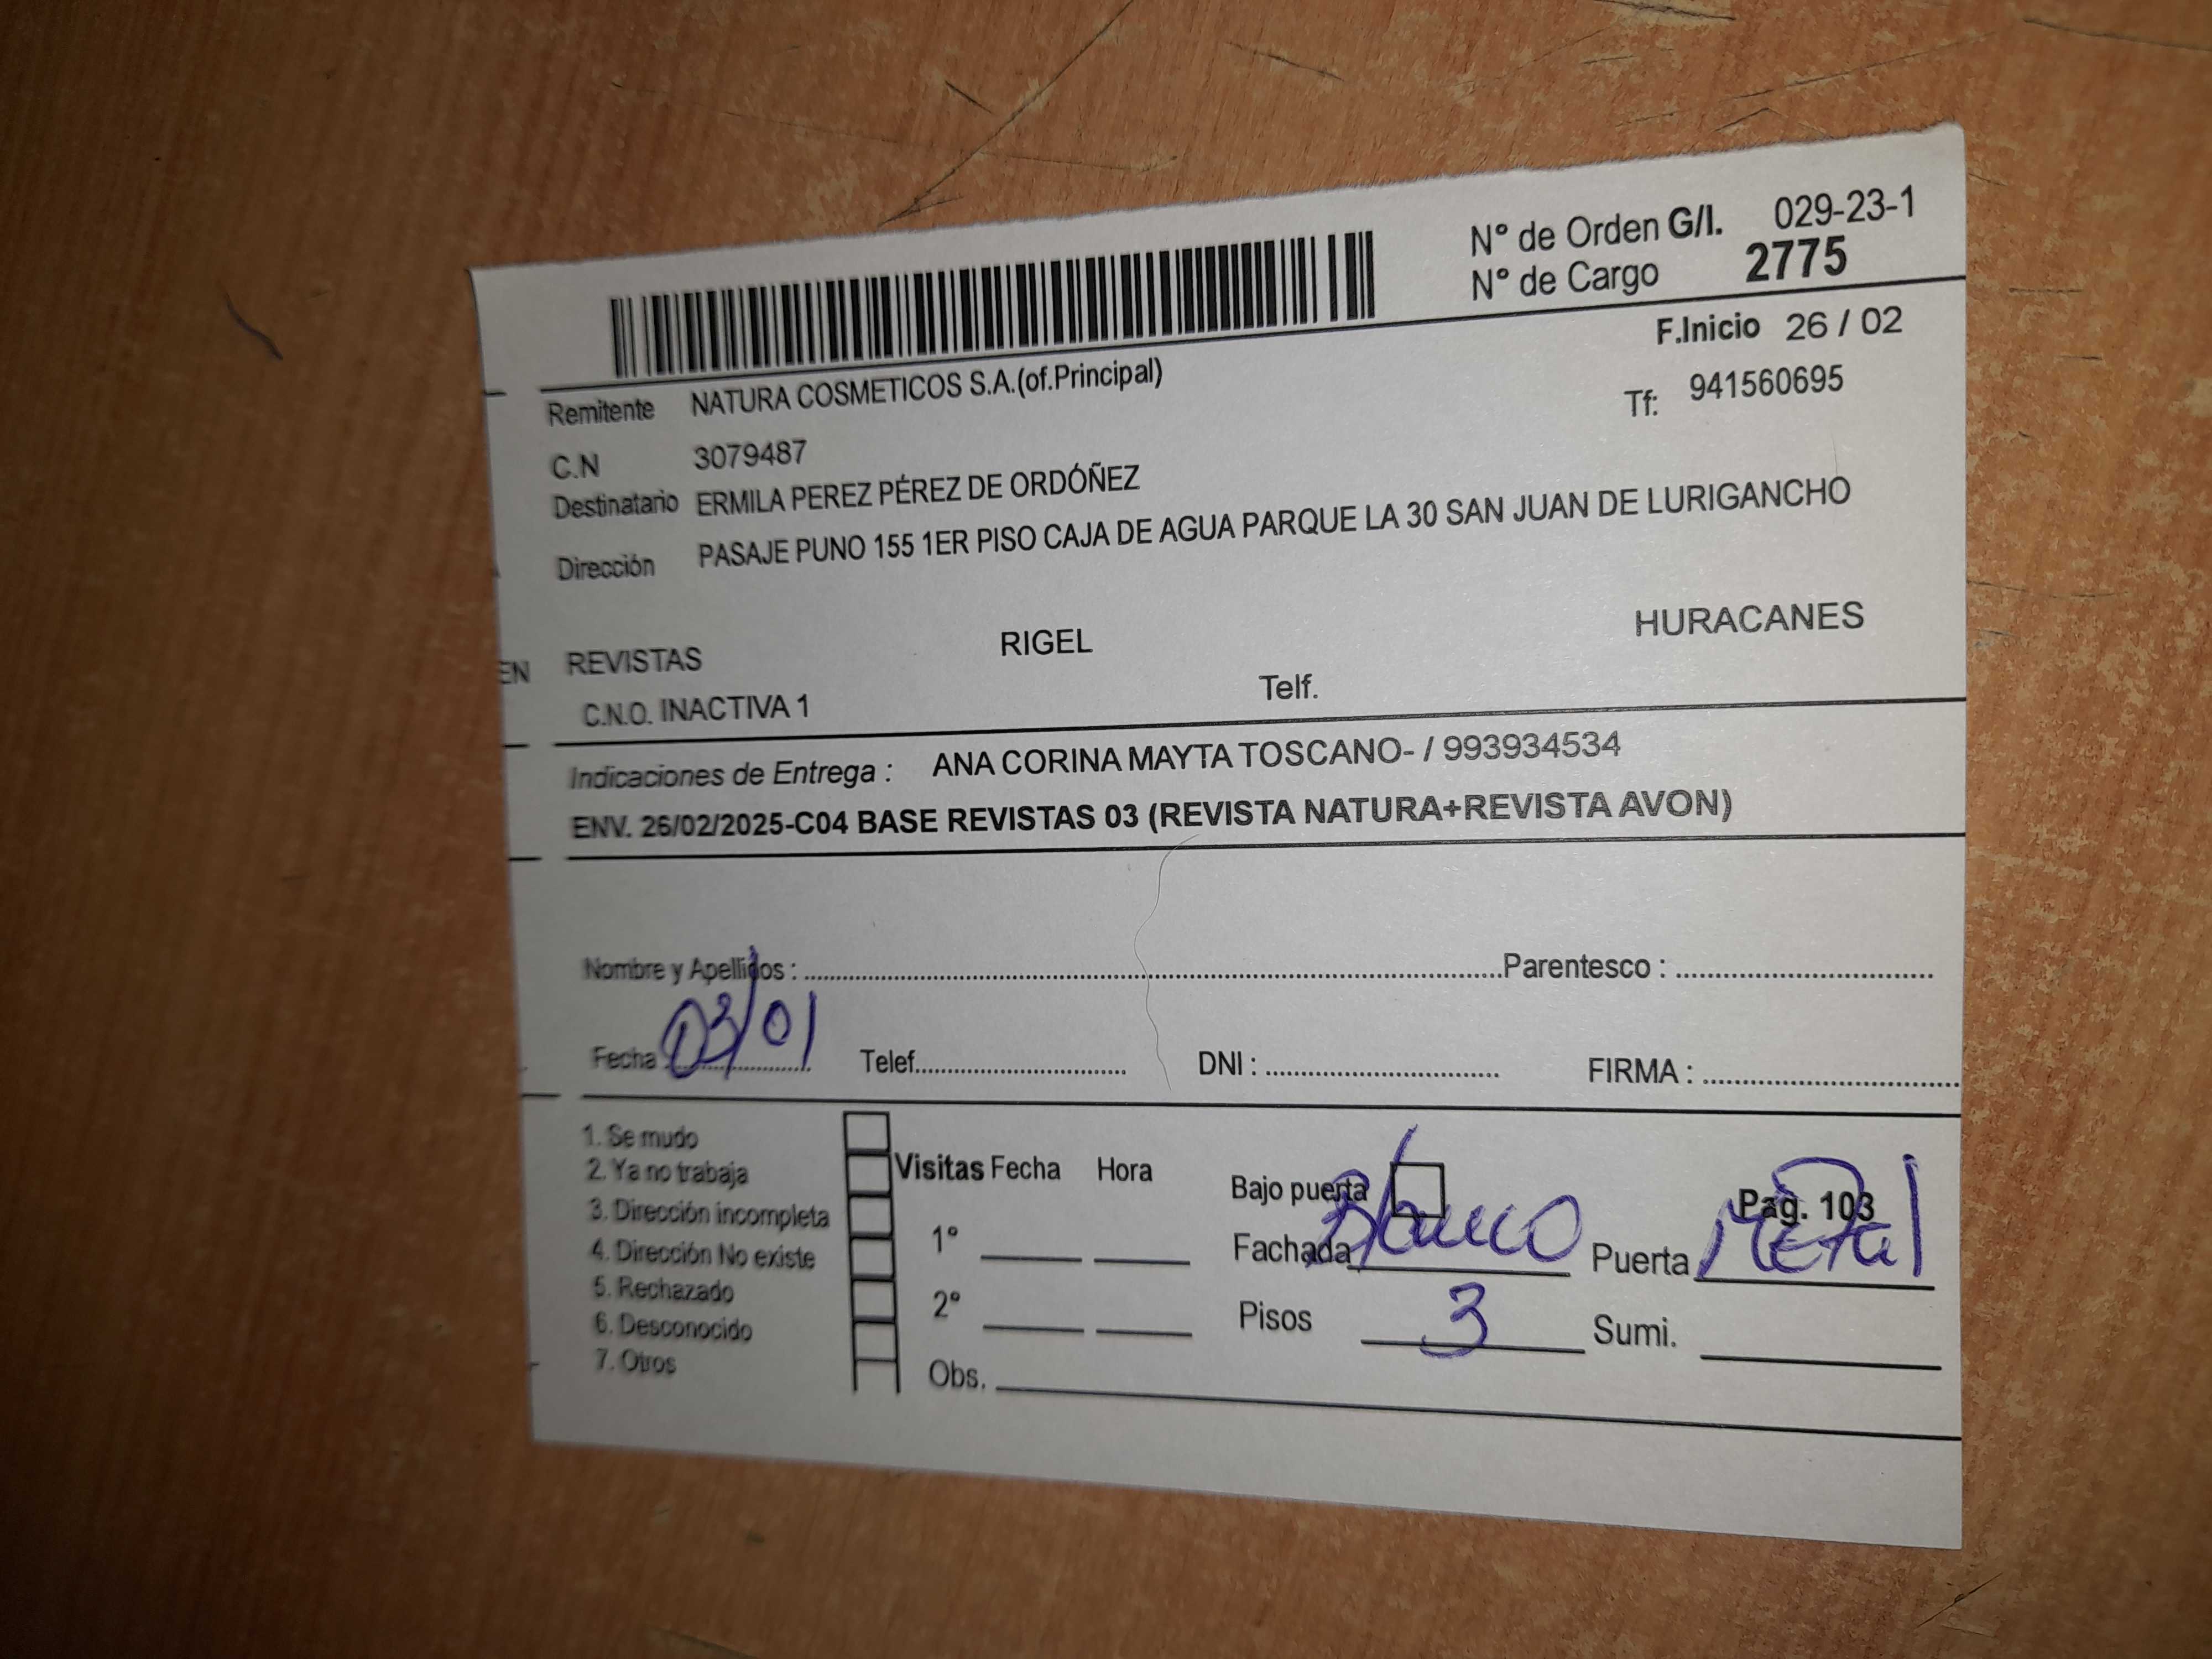 N° de Orden G/I. 029-23-1
N° de Cargo 2775
F.Inicio 26 / 02
Remitente NATURA COSMETICOS S.A.(of.Principal)
Tf: 941560695
C.N 3079487
Destinatario ERMILA PEREZ PÉREZ DE ORDÓÑEZ
Dirección PASAJE PUNO 155 1ER PISO CAJA DE AGUA PARQUE LA 30 SAN JUAN DE LURIGANCHO
EN REVISTAS RIGEL HURACANES
C.N.O. INACTIVA 1 Telf.
Indicaciones de Entrega : ANA CORINA MAYTA TOSCANO- / 993934534
ENV. 26/02/2025-C04 BASE REVISTAS 03 (REVISTA NATURA+REVISTA AVON)
Nombre y Apellidos : Parentesco :
Fecha 03/01 Telef. DNI : FIRMA :
1. Se mudo
2. Ya no trabaja
3. Dirección incompleta
4. Dirección No existe
5. Rechazado
6. Desconocido
7. Otros
Visitas Fecha Hora
1°
2°
Obs.
Bajo puerta
Pag. 103
Fachada Blanco Puerta Metal
Pisos 3 Sumi.